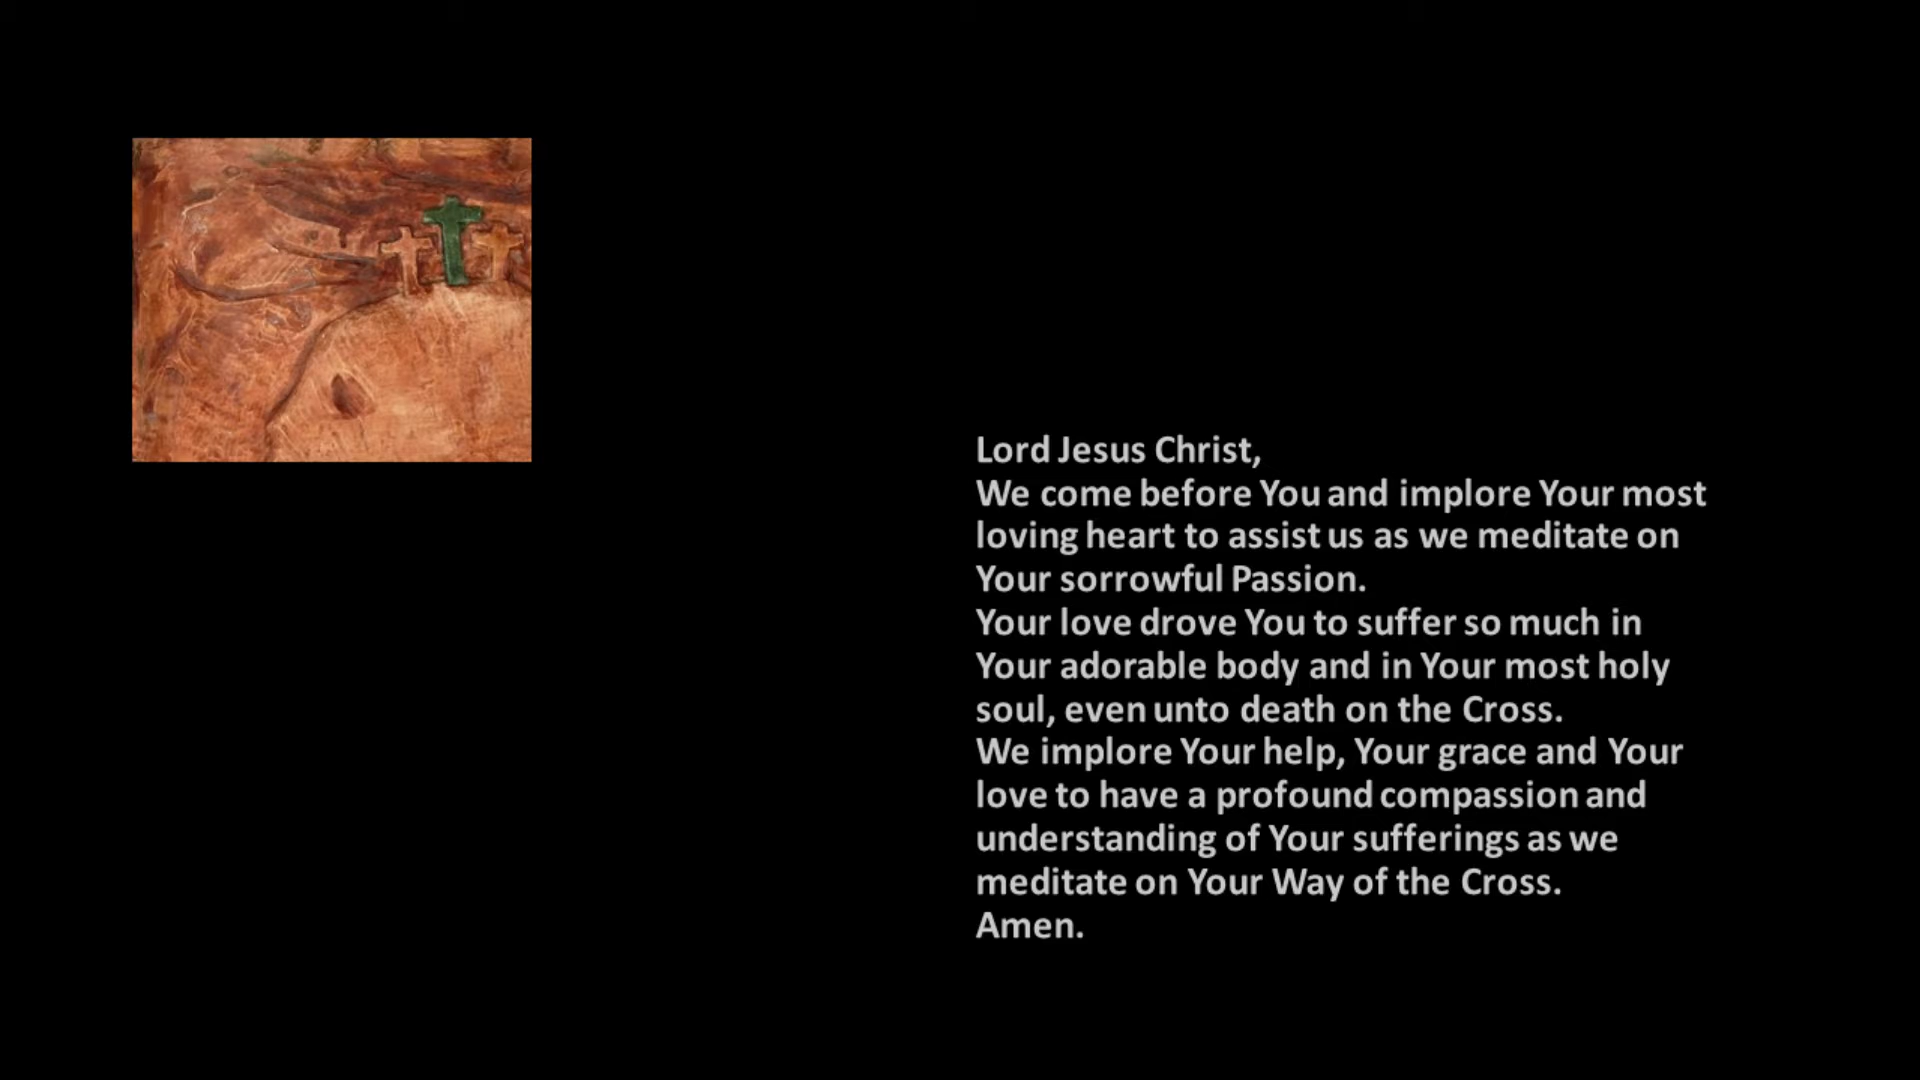 Lord Jesus Christ,
We come before You and implore Your most
loving heart to assist us as we meditate on
Your sorrowful Passion.
Your love drove You to suffer so much in
Your adorable body and in Your most holy
soul, even unto death on the Cross.
We implore Your help, Your grace and Your
love to have a profound compassion and
understanding of Your sufferings as we
meditate on Your Way of the Cross.
Amen.